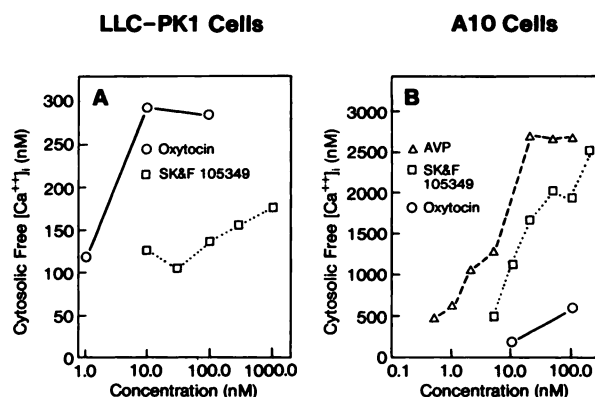 LLC-PK1 Cells
A10 Cells
Cytosolic Free [Ca++]i (nM)
300
250
200
150
100
50
0
A
Oxytocin
SK&F 105349
1.0 10.0 100.0 1000.0
Concentration (nM)
Cytosolic Free [Ca++]i (nM)
3000
2500
2000
1500
1000
500
0
B
AVP
SK&F
105349
Oxytocin
0.1 1.0 10.0 100.0
Concentration (nM)